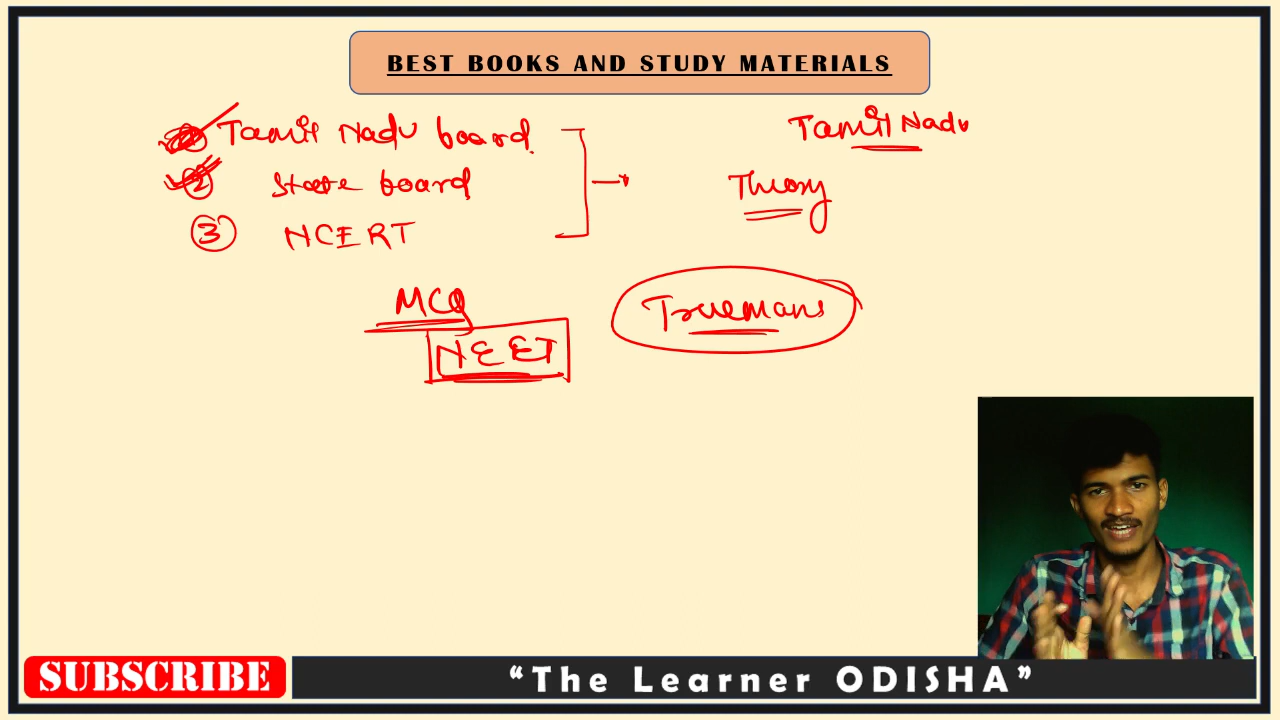 BEST BOOKS AND STUDY MATERIALS
Tamil Nadu board
② State board
③ NCERT
Tamil Nadu
Theory
MCQ
NEET
Truemans
SUBSCRIBE
“The Learner ODISHA”